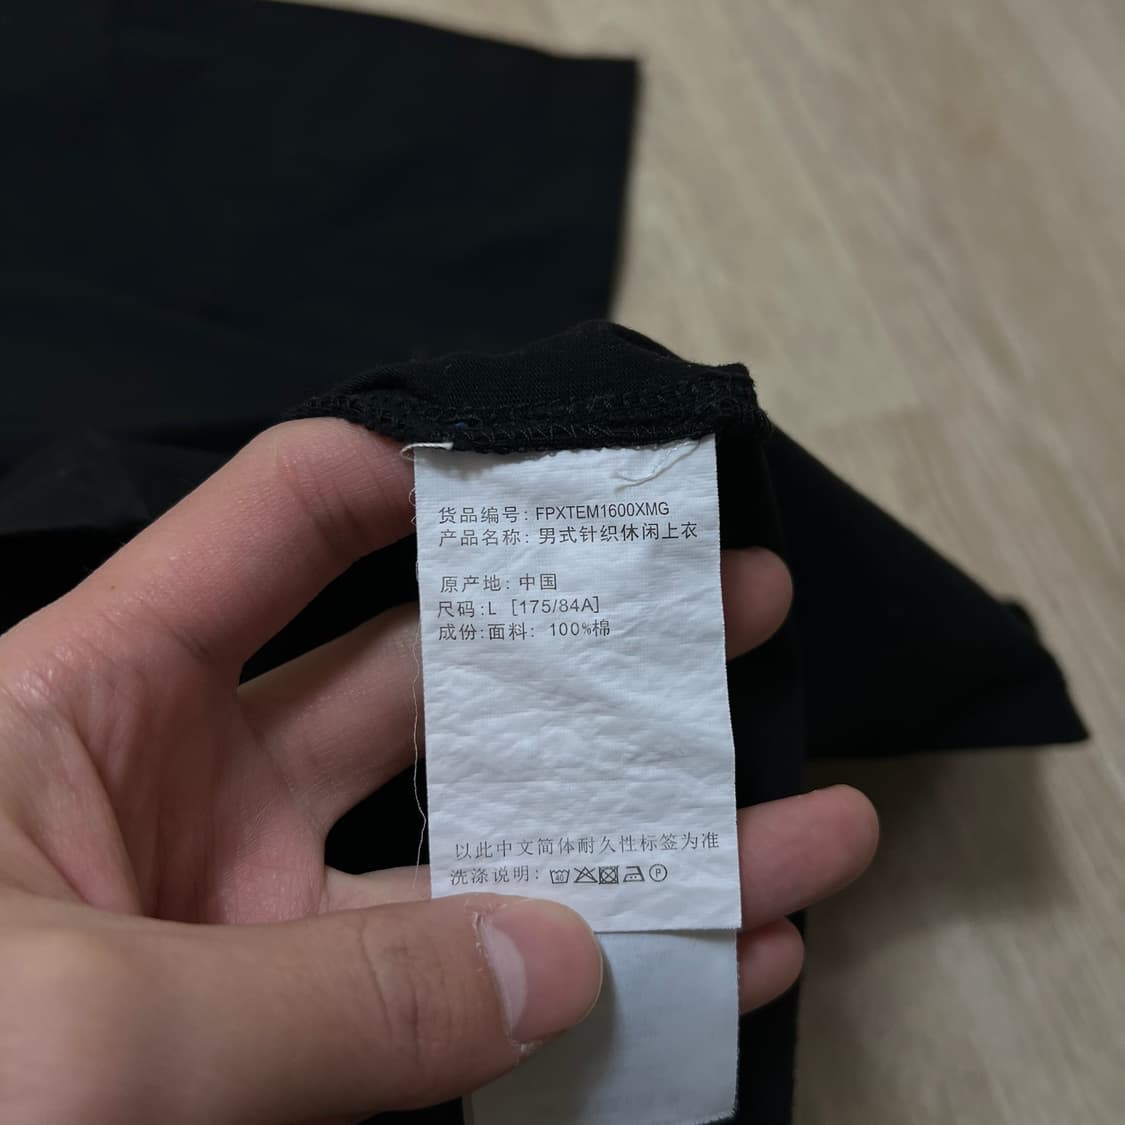 货品编号: FPXTEM1600XMG
产品名称: 男式针织休闲上衣
原产地: 中国
尺码:L [175/84A]
成份:面料: 100%棉
以此中文简体耐久性标签为准
洗涤说明: 40 P